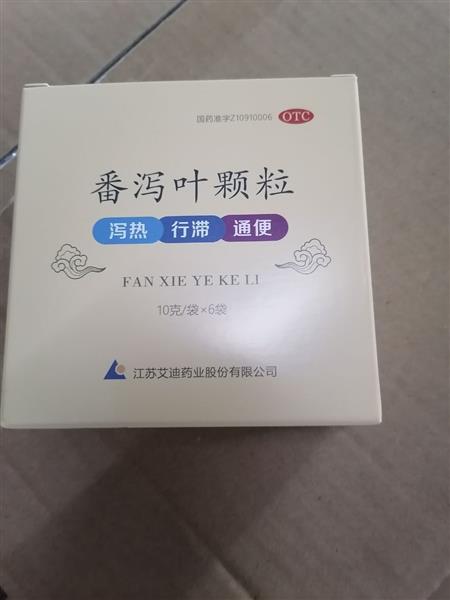 国药准字Z10910006 OTC
番泻叶颗粒
泻热 行滞 通便
FAN XIE YE KE LI
10克/袋×6袋
江苏艾迪药业股份有限公司